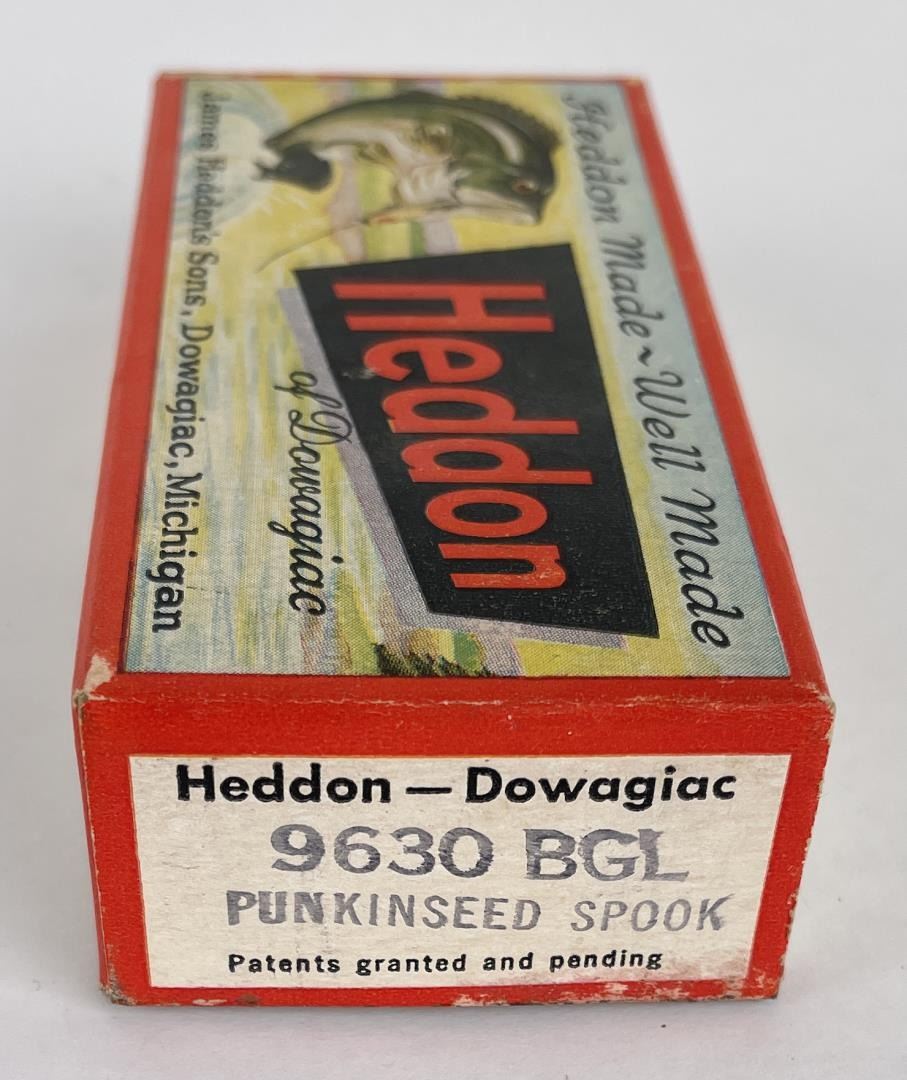 Heddon Made~Well Made
Heddon
of Dowagiac
James Heddon's Sons, Dowagiac, Michigan
Heddon — Dowagiac
9630 BGL
PUNKINSEED SPOOK
Patents granted and pending